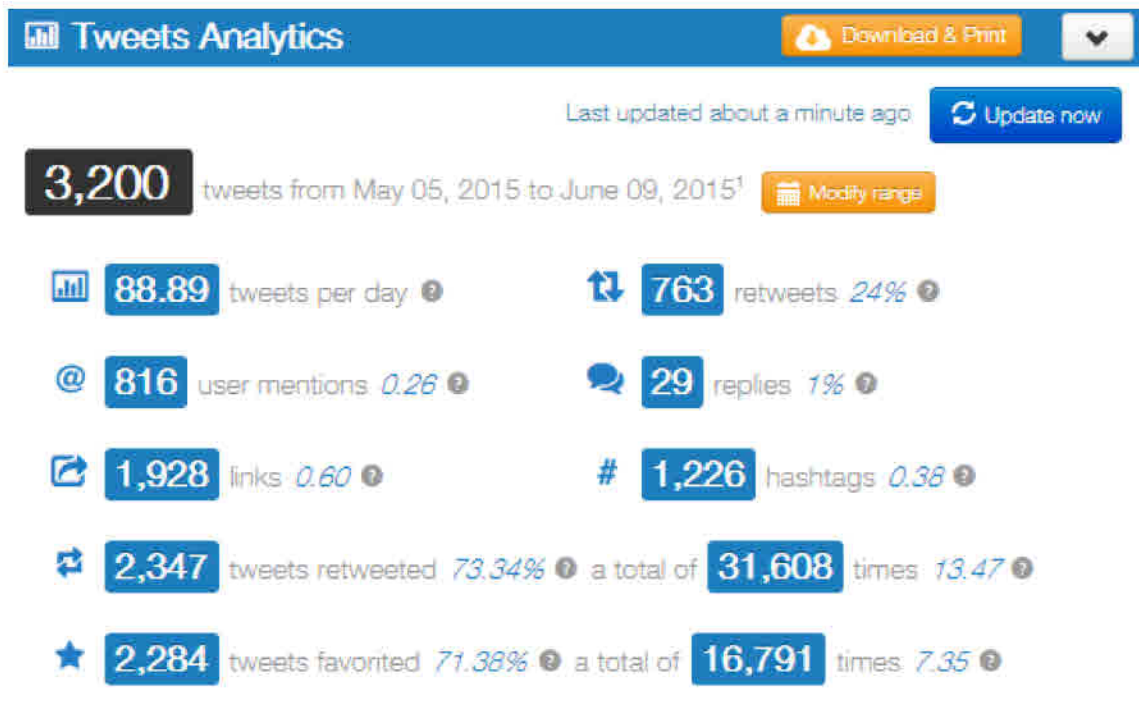 Tweets Analytics Download & Print
Last updated about a minute ago Update now
3,200 tweets from May 05, 2015 to June 09, 2015¹ Modify range
88.89 tweets per day ? 763 retweets 24% ?
@ 816 user mentions 0.26 ? 29 replies 1% ?
1,928 links 0.60 ? # 1,226 hashtags 0.38 ?
2,347 tweets retweeted 73.34% ? a total of 31,608 times 13.47 ?
2,284 tweets favorited 71.38% ? a total of 16,791 times 7.35 ?